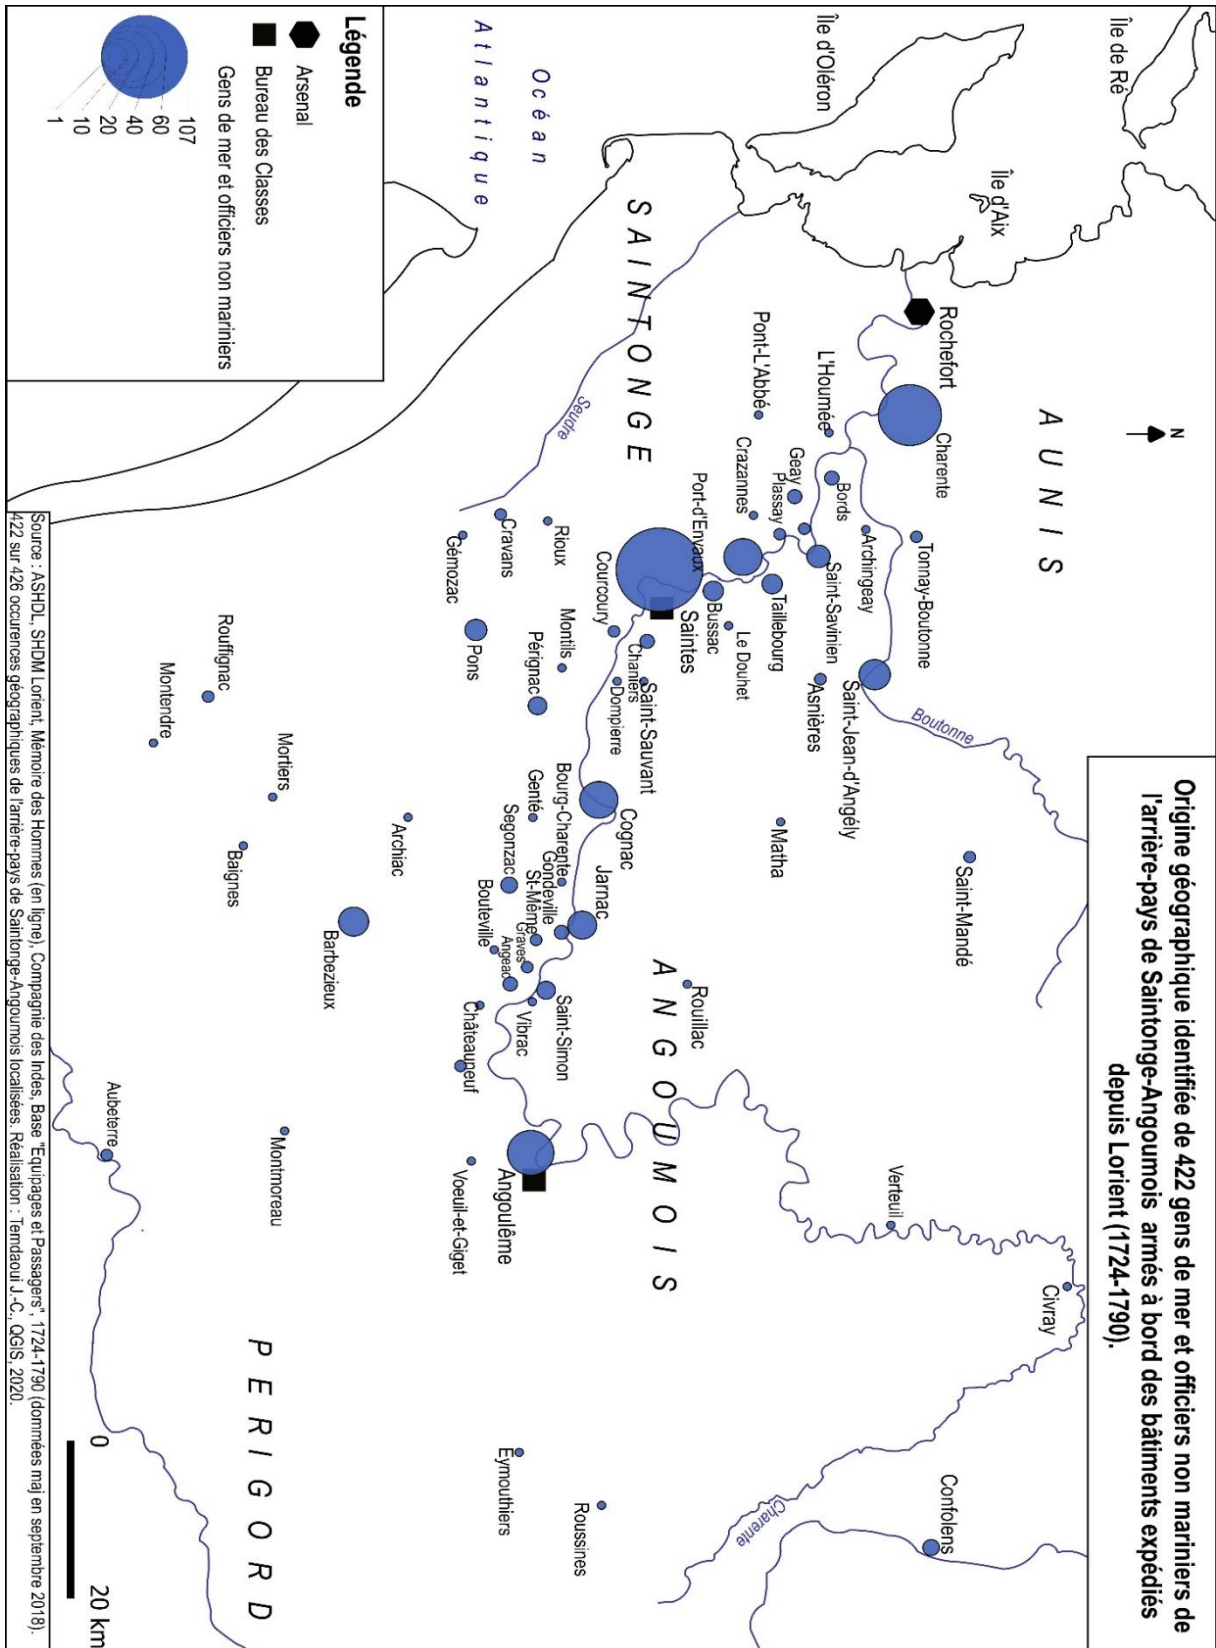 Origine géographique identifiée de 422 gens de mer et officiers non mariniers de
l'arrière-pays de Saintonge-Angoumois armés à bord des bâtiments expédiés
depuis Lorient (1724-1790).
N
Île de Ré
Île d'Aix
Île d'Oléron
AUNIS
SAINTONGE
ANGOUMOIS
PERIGORD
Océan
Atlantique
Rochefort
Charente
Tonnay-Boutonne
Saint-Mandé
Boutonne
Civray
Confolens
Verteuil
Charente
L'Houmée
Bords
Archingeay
Saint-Jean-d'Angély
Pont-L'Abbé
Geay
Saint-Savinien
Asnières
Plassay
Crazannes
Taillebourg
Matha
Port-d'Envaux
Le Douhet
Bussac
Rouillac
Saintes
Seudre
Courcoury
Chaniers
Saint-Sauvant
Dompierre
Cognac
Jarnac
Roussines
Rioux
Montils
Bourg-Charente
Gondeville
St-Même
Saint-Simon
Cravans
Pérignac
Genté
Segonzac
Graves
Angeac
Vibrac
Bouteville
Angoulême
Eymouthers
Gémozac
Pons
Châteauneuf
Voeuil-et-Giget
Archiac
Barbezieux
Mortiers
Baignes
Montmoreau
Rouffignac
Montendre
Aubeterre
Légende
Arsenal
Bureau des Classes
Gens de mer et officiers non mariniers
107
60
40
20
10
1
0
20 km
Source : ASHDL, SHDM Lorient, Mémoire des Hommes (en ligne), Compagnie des Indes, Base "Equipages et Passagers", 1724-1790 (données maj en septembre 2018).
422 sur 426 occurences géographiques de l'arrière-pays de Saintonge-Angoumois localisées. Réalisation : Temdaoui J.-C., QGIS, 2020.